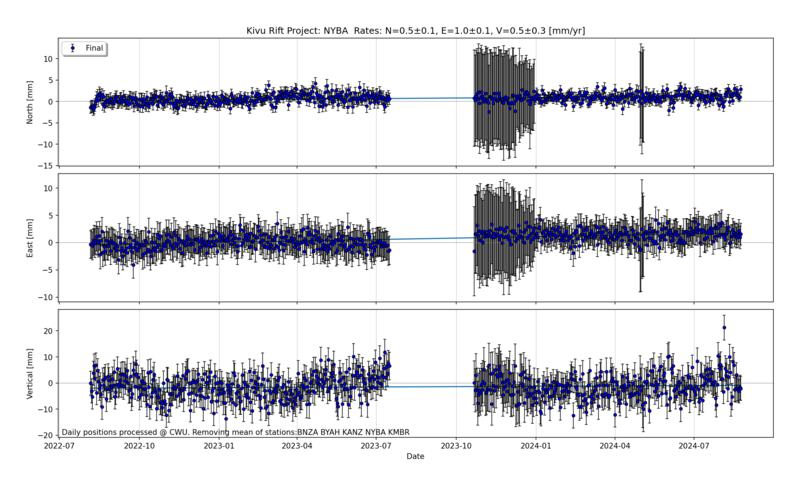 Kivu Rift Project: NYBA  Rates: N=0.5±0.1, E=1.0±0.1, V=0.5±0.3 [mm/yr]
Final
North [mm]
10
5
0
−5
−10
−15
East [mm]
10
5
0
−5
−10
Vertical [mm]
20
10
0
−10
−20
Daily positions processed @ CWU. Removing mean of stations:BNZA BYAH KANZ NYBA KMBR
2022-07 2022-10 2023-01 2023-04 2023-07 2023-10 2024-01 2024-04 2024-07
Date